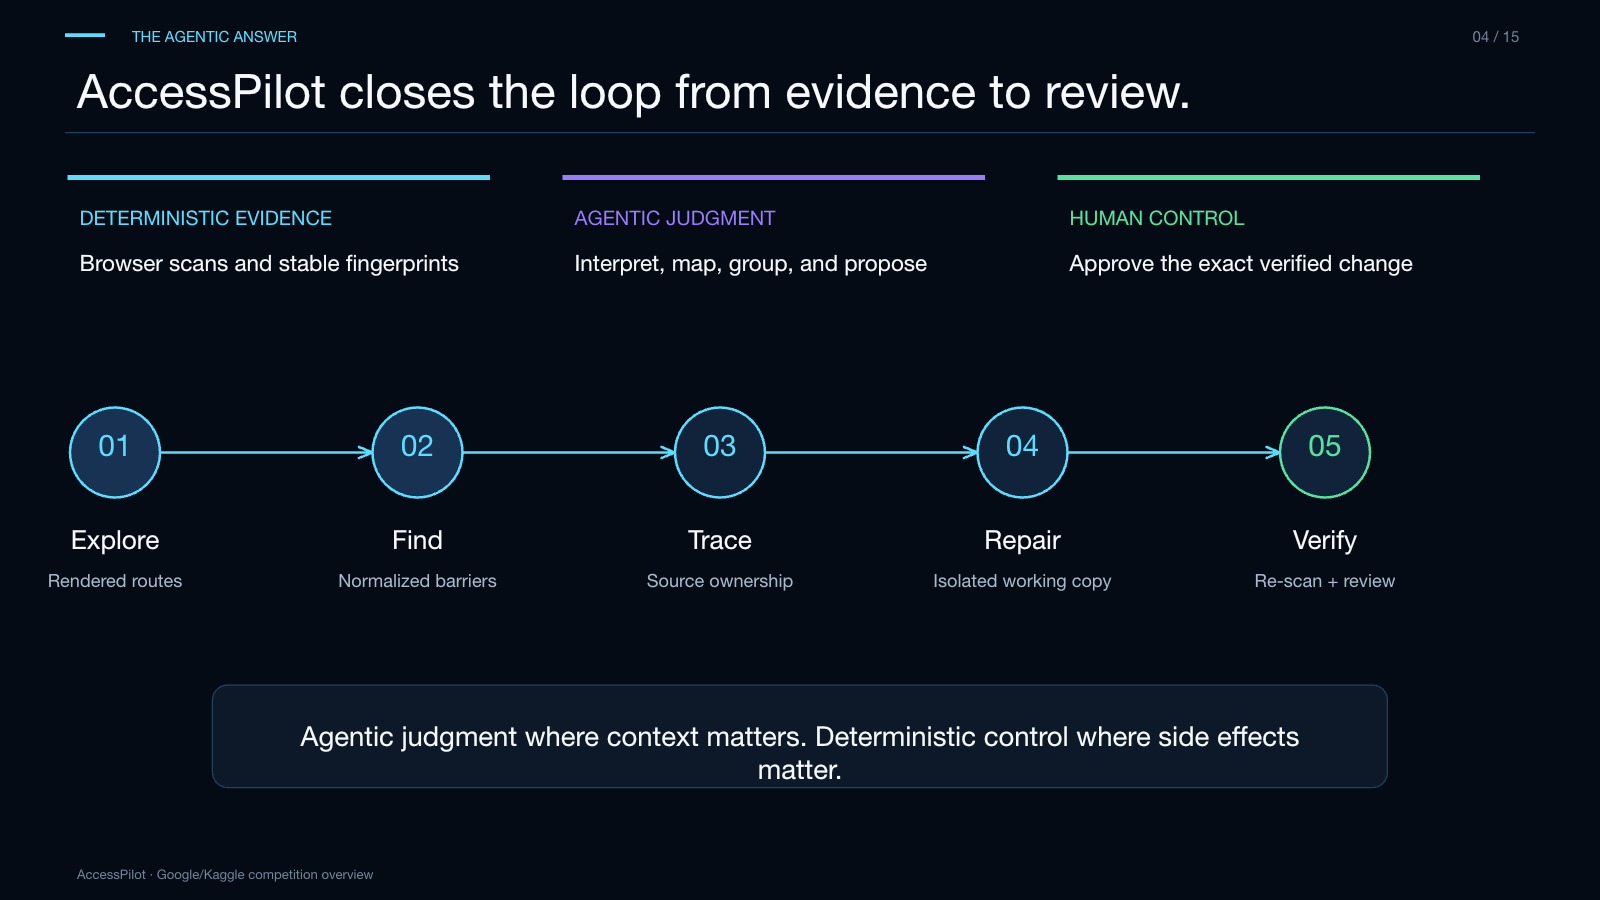 THE AGENTIC ANSWER
04 / 15
AccessPilot closes the loop from evidence to review.
DETERMINISTIC EVIDENCE
Browser scans and stable fingerprints
AGENTIC JUDGMENT
Interpret, map, group, and propose
HUMAN CONTROL
Approve the exact verified change
01
Explore
Rendered routes
02
Find
Normalized barriers
03
Trace
Source ownership
04
Repair
Isolated working copy
05
Verify
Re-scan + review
Agentic judgment where context matters. Deterministic control where side effects
matter.
AccessPilot · Google/Kaggle competition overview